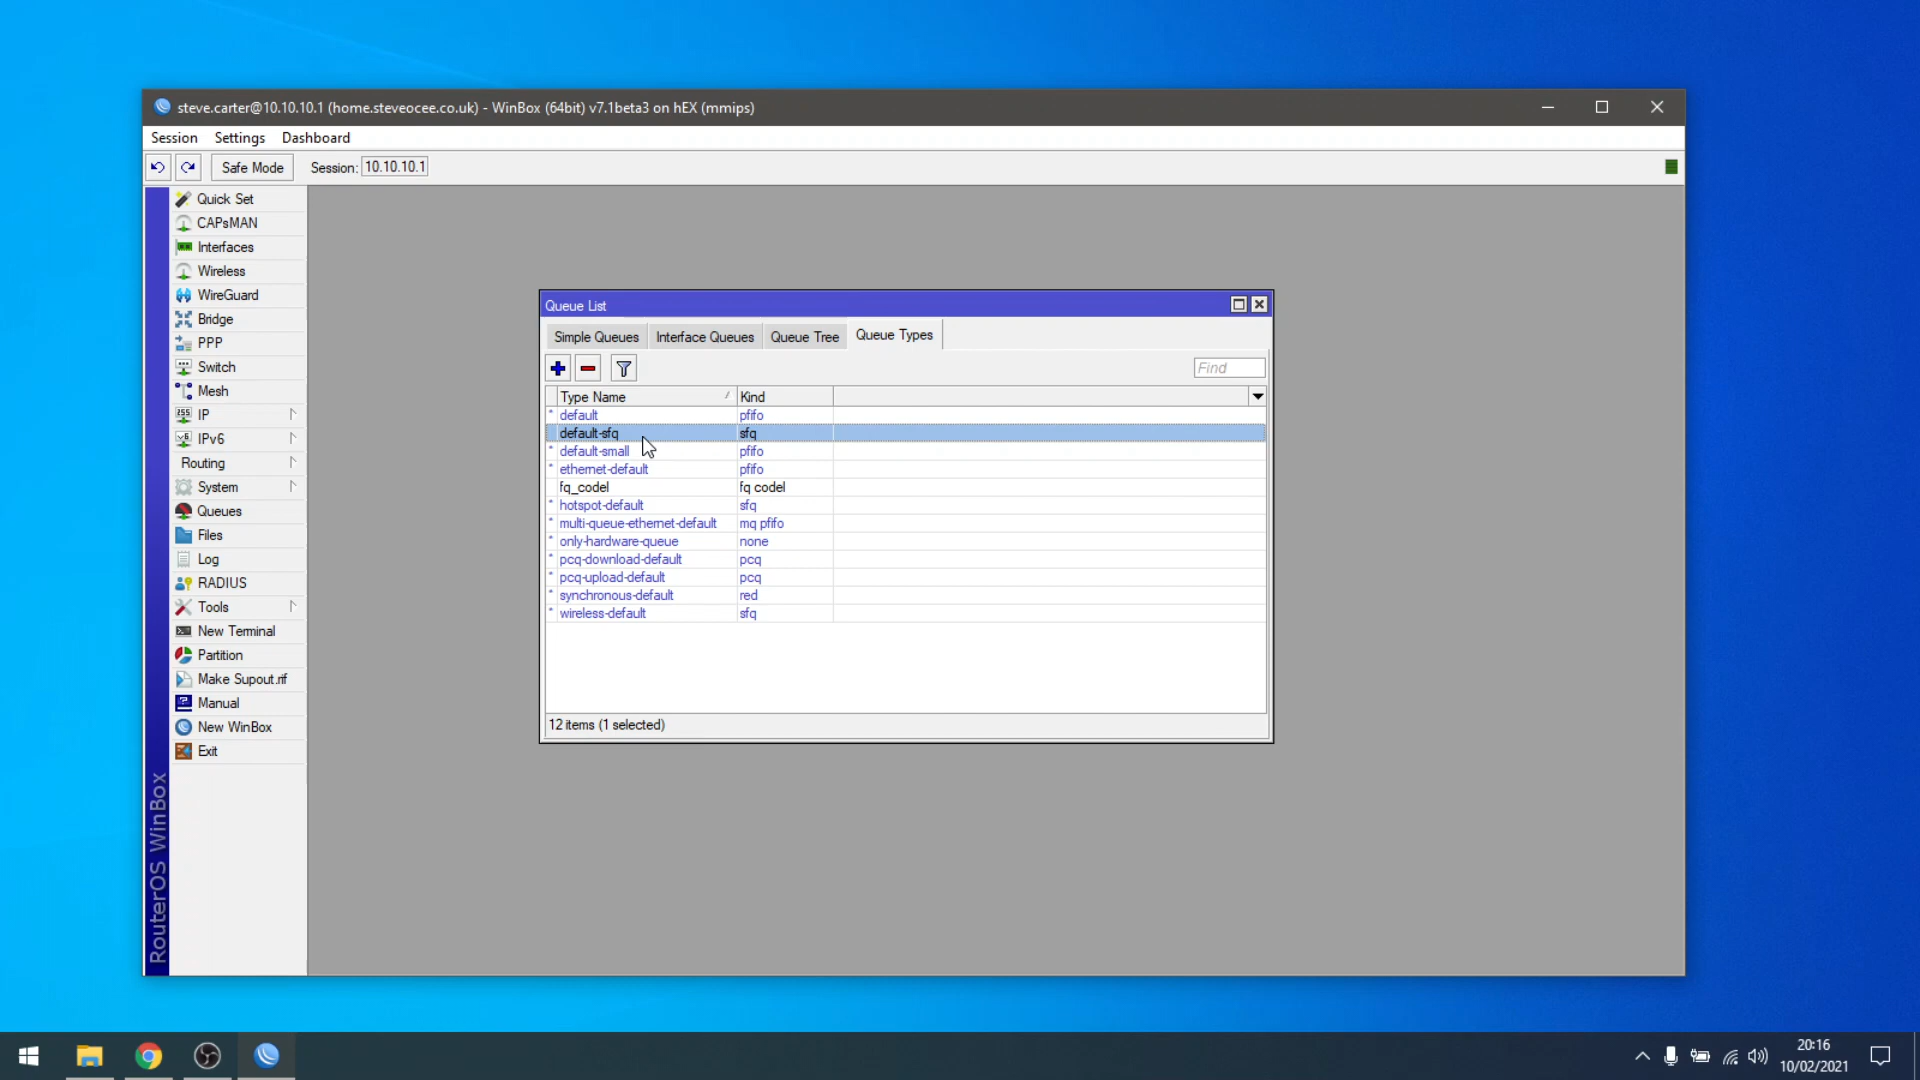 steve.carter@10.10.10.1 (home.steveocee.co.uk) - WinBox (64bit) v7.1beta3 on hEX (mmips)
Session Settings Dashboard
Safe Mode Session: 10.10.10.1
Quick Set
CAPsMAN
Interfaces
Wireless
WireGuard
Bridge
PPP
Switch
Mesh
IP
IPv6
Routing
System
Queues
Files
Log
RADIUS
Tools
New Terminal
Partition
Make Supout.rif
Manual
New WinBox
Exit
RouterOS WinBox
Queue List
Simple Queues Interface Queues Queue Tree Queue Types
Find
Type Name Kind
* default pfifo
default-sfq sfq
* default-small pfifo
* ethernet-default pfifo
fq_codel fq codel
* hotspot-default sfq
* multi-queue-ethernet-default mq pfifo
* only-hardware-queue none
* pcq-download-default pcq
* pcq-upload-default pcq
* synchronous-default red
* wireless-default sfq
12 items (1 selected)
20:16
10/02/2021